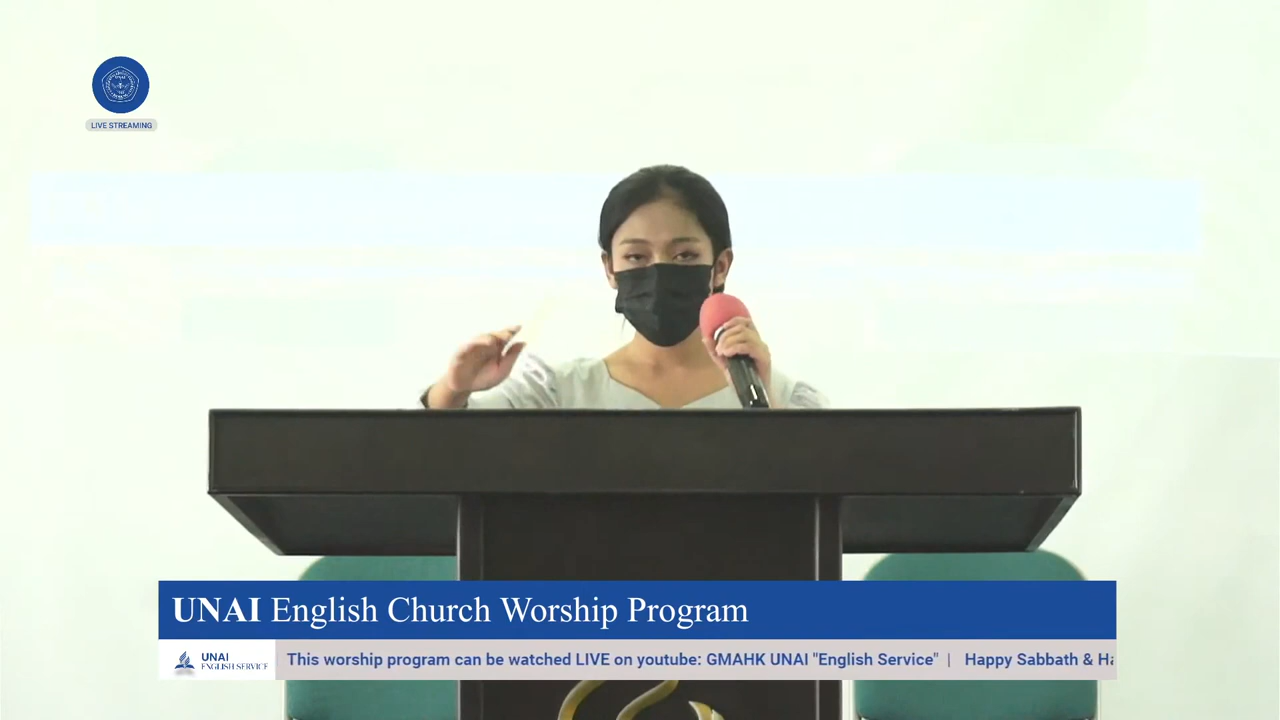 LIVE STREAMING
UNAI English Church Worship Program
UNAI
ENGLISH SERVICE
This worship program can be watched LIVE on youtube: GMAHK UNAI "English Service" | Happy Sabbath & Ha